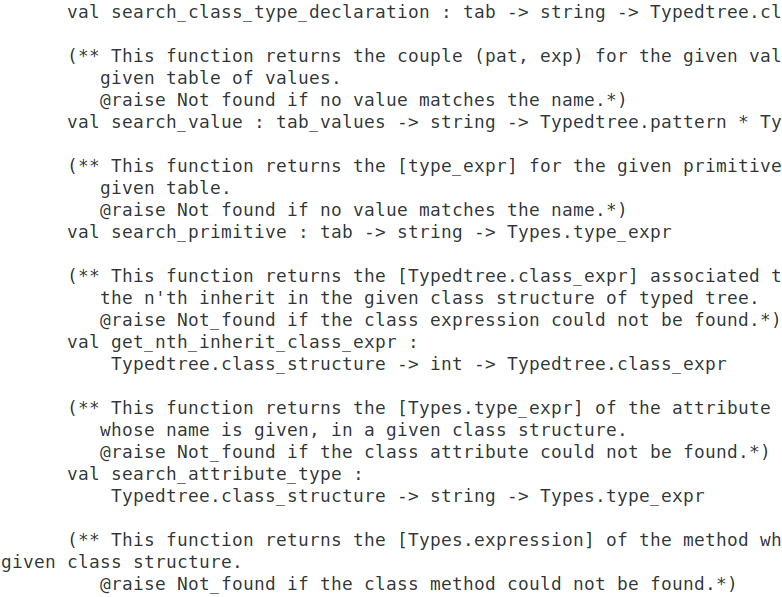 val search_class_type_declaration : tab -> string -> Typedtree.cl
(** This function returns the couple (pat, exp) for the given val
given table of values.
@raise Not found if no value matches the name.*)
val search_value : tab_values -> string -> Typedtree.pattern * Ty
(** This function returns the [type_expr] for the given primitive
given table.
@raise Not found if no value matches the name.*)
val search_primitive : tab -> string -> Types.type_expr
(** This function returns the [Typedtree.class_expr] associated t
the n'th inherit in the given class structure of typed tree.
@raise Not_found if the class expression could not be found.*)
val get_nth_inherit_class_expr :
Typedtree.class_structure -> int -> Typedtree.class_expr
(** This function returns the [Types.type_expr] of the attribute
whose name is given, in a given class structure.
@raise Not_found if the class attribute could not be found.*)
val search_attribute_type :
Typedtree.class_structure -> string -> Types.type_expr
(** This function returns the [Types.expression] of the method wh
given class structure.
@raise Not_found if the class method could not be found.*)